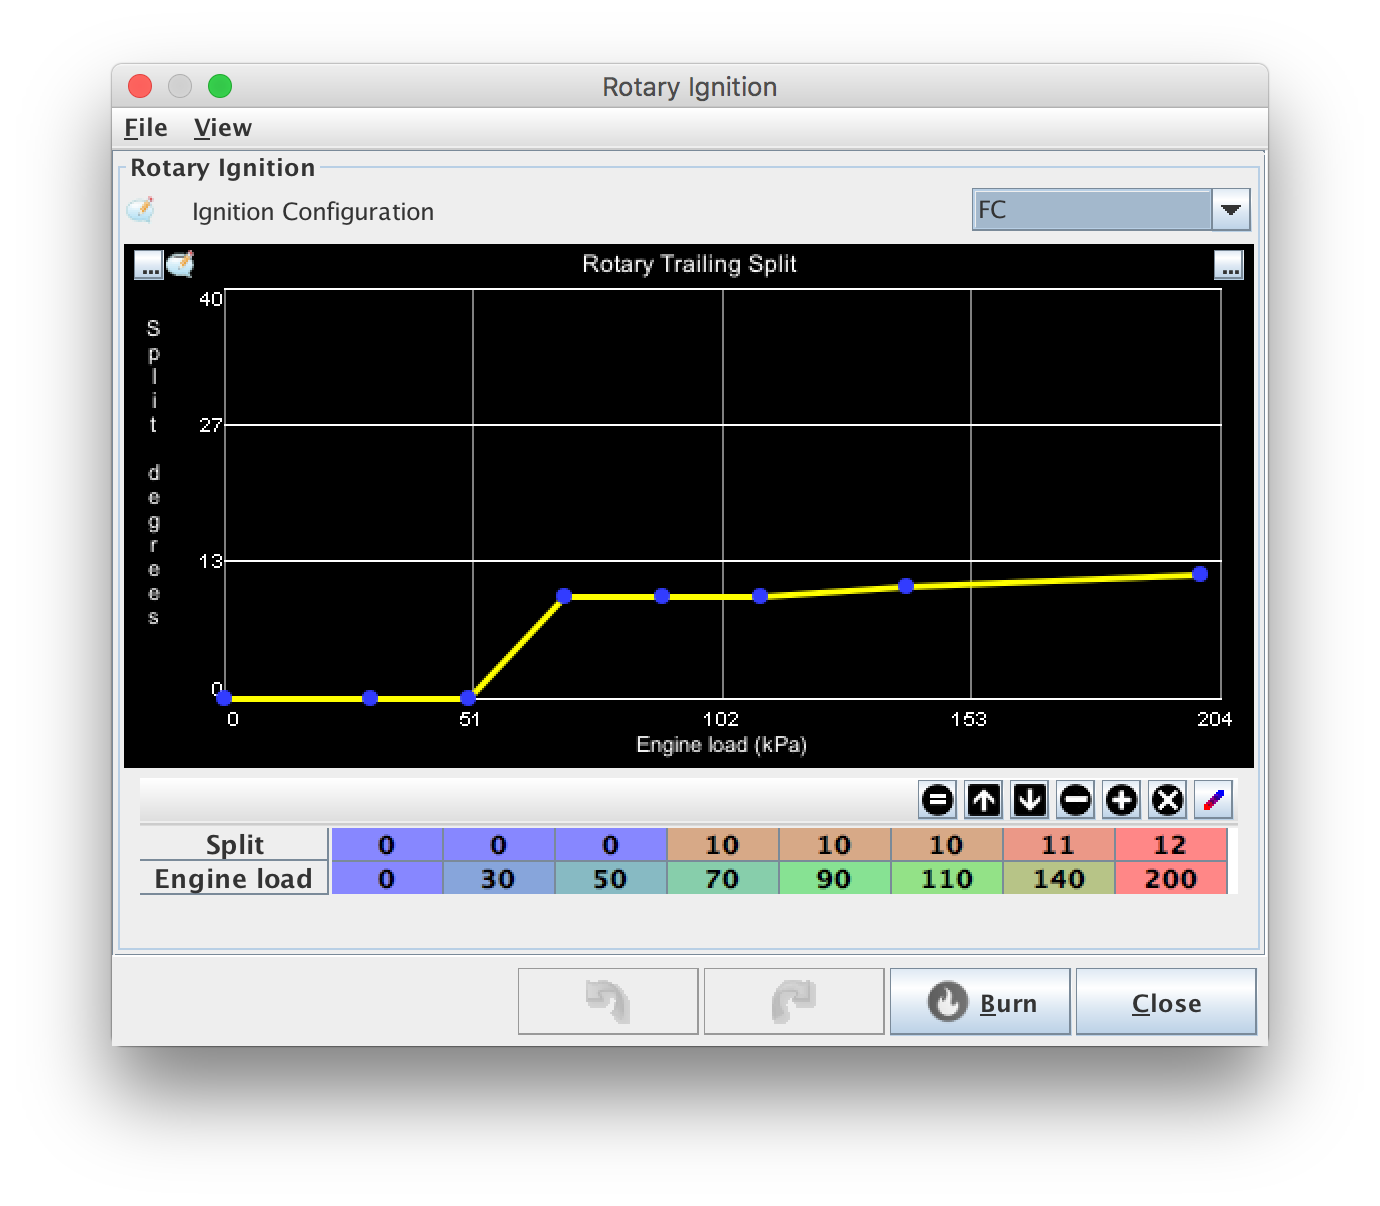 Rotary Ignition
File View
Rotary Ignition
Ignition Configuration FC
... Rotary Trailing Split ...
Split degrees
40
27
13
0
0 51 102 153 204
Engine load (kPa)
Split 0 0 0 10 10 10 11 12
Engine load 0 30 50 70 90 110 140 200
Burn Close